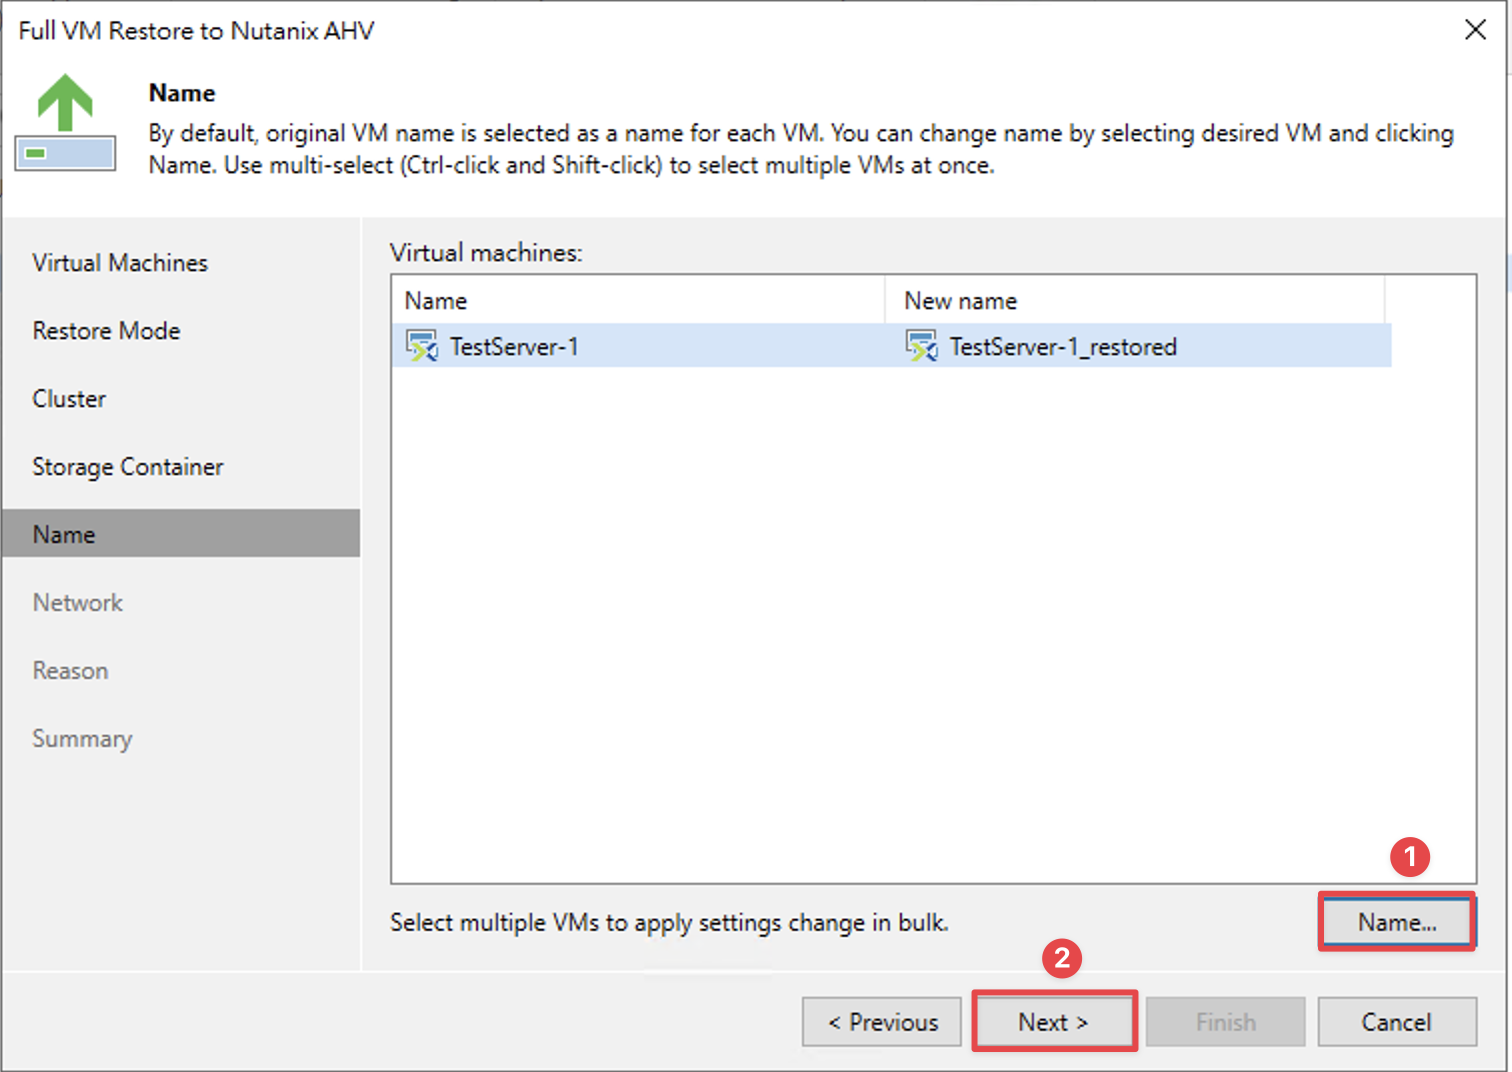 Full VM Restore to Nutanix AHV
Name
By default, original VM name is selected as a name for each VM. You can change name by selecting desired VM and clicking
Name. Use multi-select (Ctrl-click and Shift-click) to select multiple VMs at once.
Virtual Machines
Restore Mode
Cluster
Storage Container
Name
Network
Reason
Summary
Virtual machines:
Name New name
TestServer-1 TestServer-1_restored
1
Select multiple VMs to apply settings change in bulk.
Name...
2
< Previous
Next >
Finish
Cancel